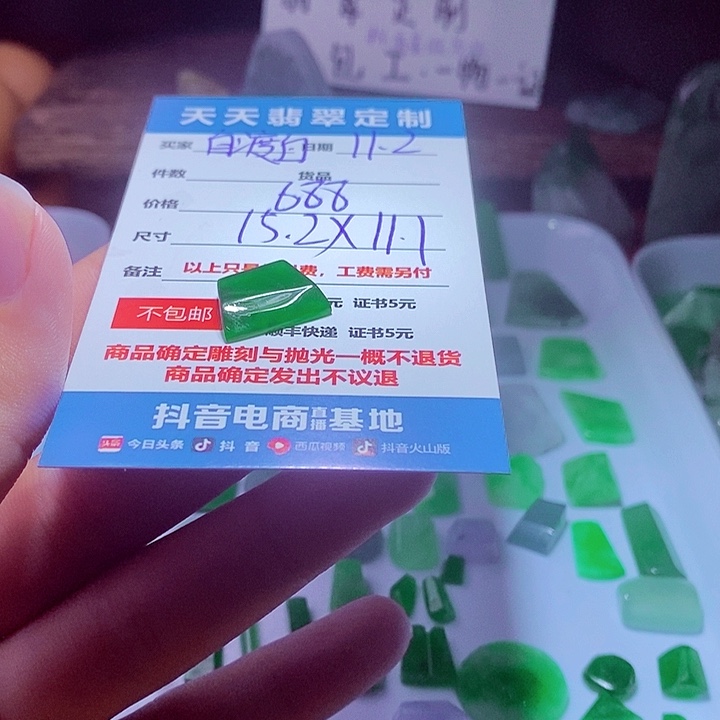 天天翡翠定制
买家 日期 11.2
件数 货品
价格 688
尺寸 15.2X11.1
备注 以上只是 费，工费需另付
不包邮 元 证书5元
顺丰快递 证书5元
商品确定雕刻与抛光一概不退货
商品确定发出不议退
抖音电商直播基地
头条 今日头条 抖音 西瓜视频 抖音火山版